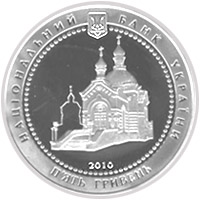 НАЦІОНАЛЬНИЙ БАНК УКРАЇНИ
2010
П'ЯТЬ ГРИВЕНЬ